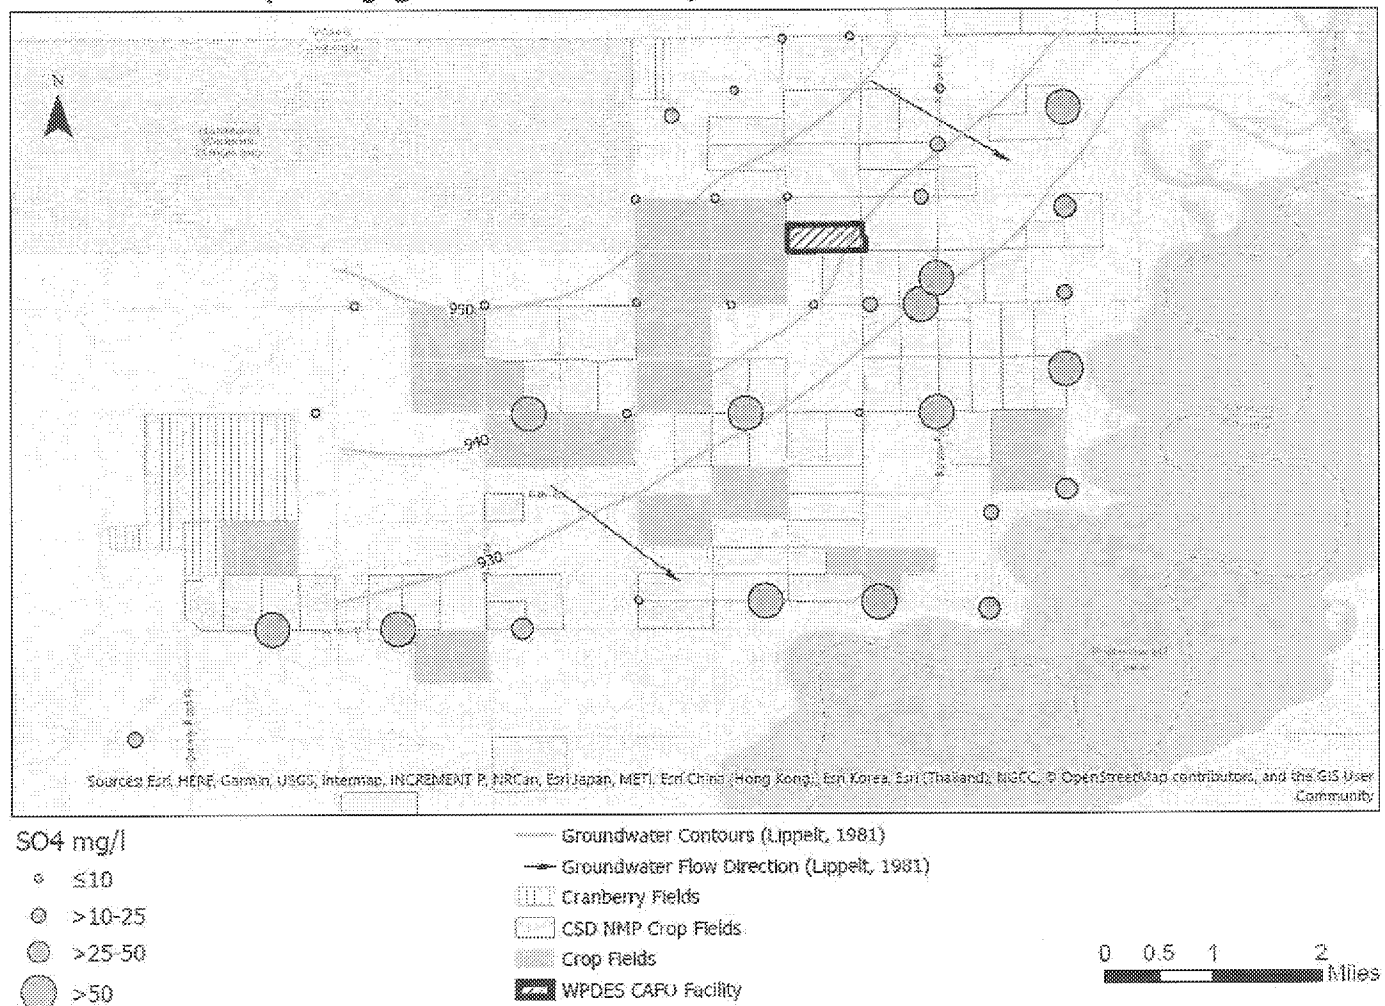 N
950
940
930
Sources: Esri, HERE, Garmin, USGS, Intermap, INCREMENT P, NRCan, Esri Japan, METI, Esri China (Hong Kong), Esri Korea, Esri (Thailand), NGCC, © OpenStreetMap contributors, and the GIS User
Community
SO4 mg/l
≤10
>10-25
>25-50
>50
Groundwater Contours (Lippelt, 1981)
Groundwater Flow Direction (Lippelt, 1981)
Cranberry Fields
CSD NMP Crop Fields
Crop Fields
WPDES CAFO Facility
0 0.5 1 2
Miles